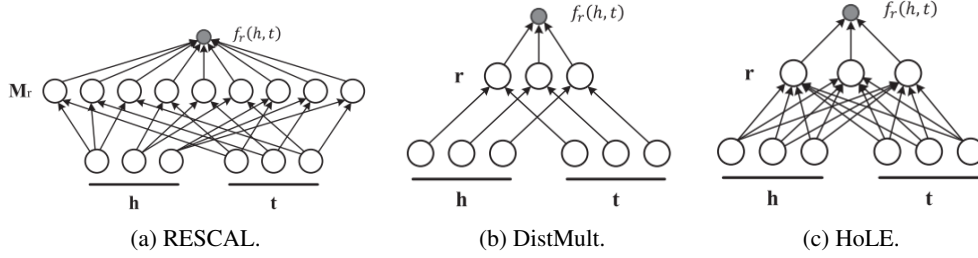 f_r(h,t)
M_r
h
t
(a) RESCAL.
f_r(h,t)
r
h
t
(b) DistMult.
f_r(h,t)
r
h
t
(c) HoLE.